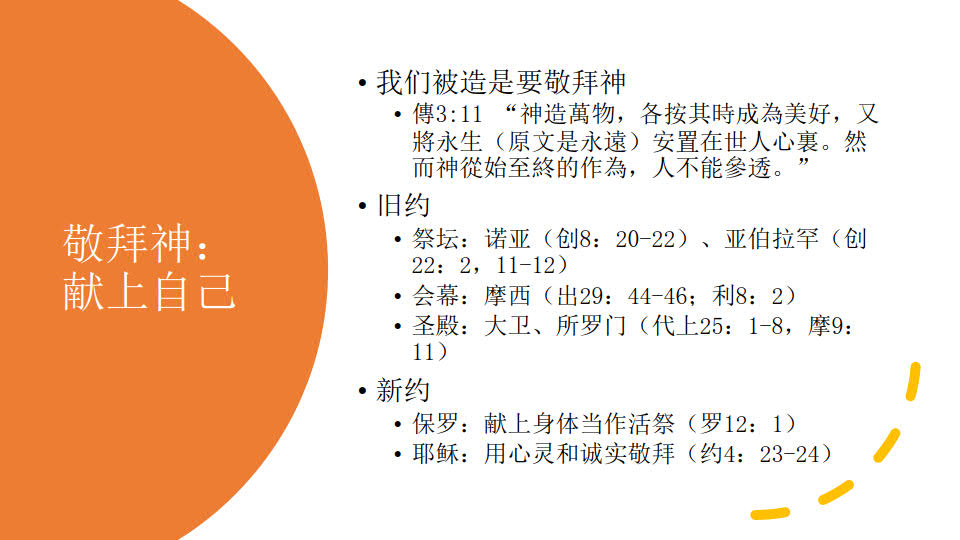 敬拜神：
献上自己
• 我们被造是要敬拜神
• 傳3:11 “神造萬物，各按其時成為美好，又
將永生（原文是永遠）安置在世人心裏。然
而神從始至終的作為，人不能參透。”
• 旧约
• 祭坛：诺亚（创8：20-22）、亚伯拉罕（创
22：2，11-12）
• 会幕：摩西（出29：44-46；利8：2）
• 圣殿：大卫、所罗门（代上25：1-8，摩9：
11）
• 新约
• 保罗：献上身体当作活祭（罗12：1）
• 耶稣：用心灵和诚实敬拜（约4：23-24）